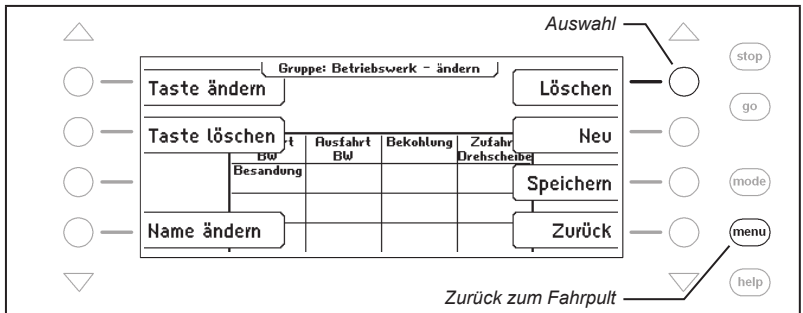 Auswahl
stop
Gruppe: Betriebswerk - ändern
Taste ändern
Löschen
go
Taste löschen
Neu
Ausfahrt
BW
Bekohlung
Drehscheibe
BW
Besandung
Speichern
mode
Name ändern
Zurück
menu
help
Zurück zum Fahrpult